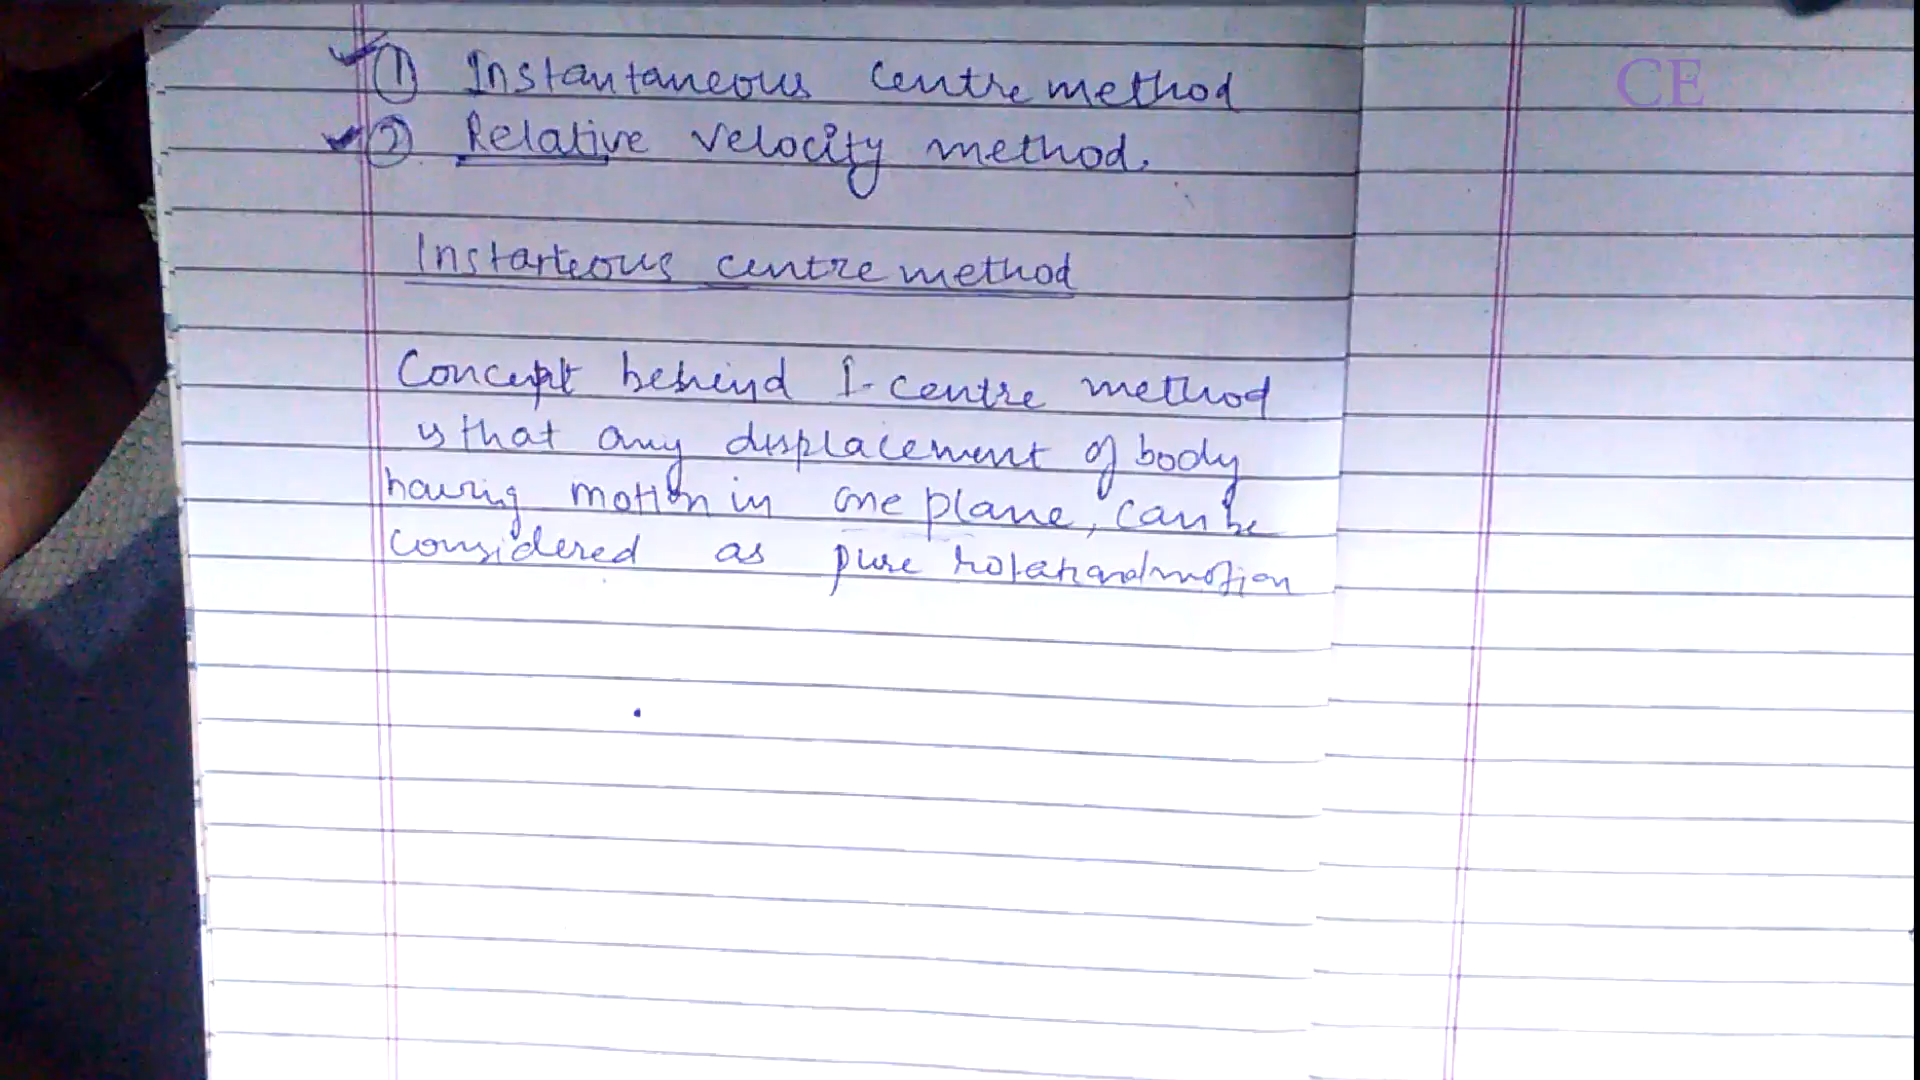 ① Instantaneous centre method
CE
② Relative velocity method.
Instarteous centre method
Concept behind I-centre method
is that any displacement of body
having motion in one plane, can be
considered as pure rotational motion